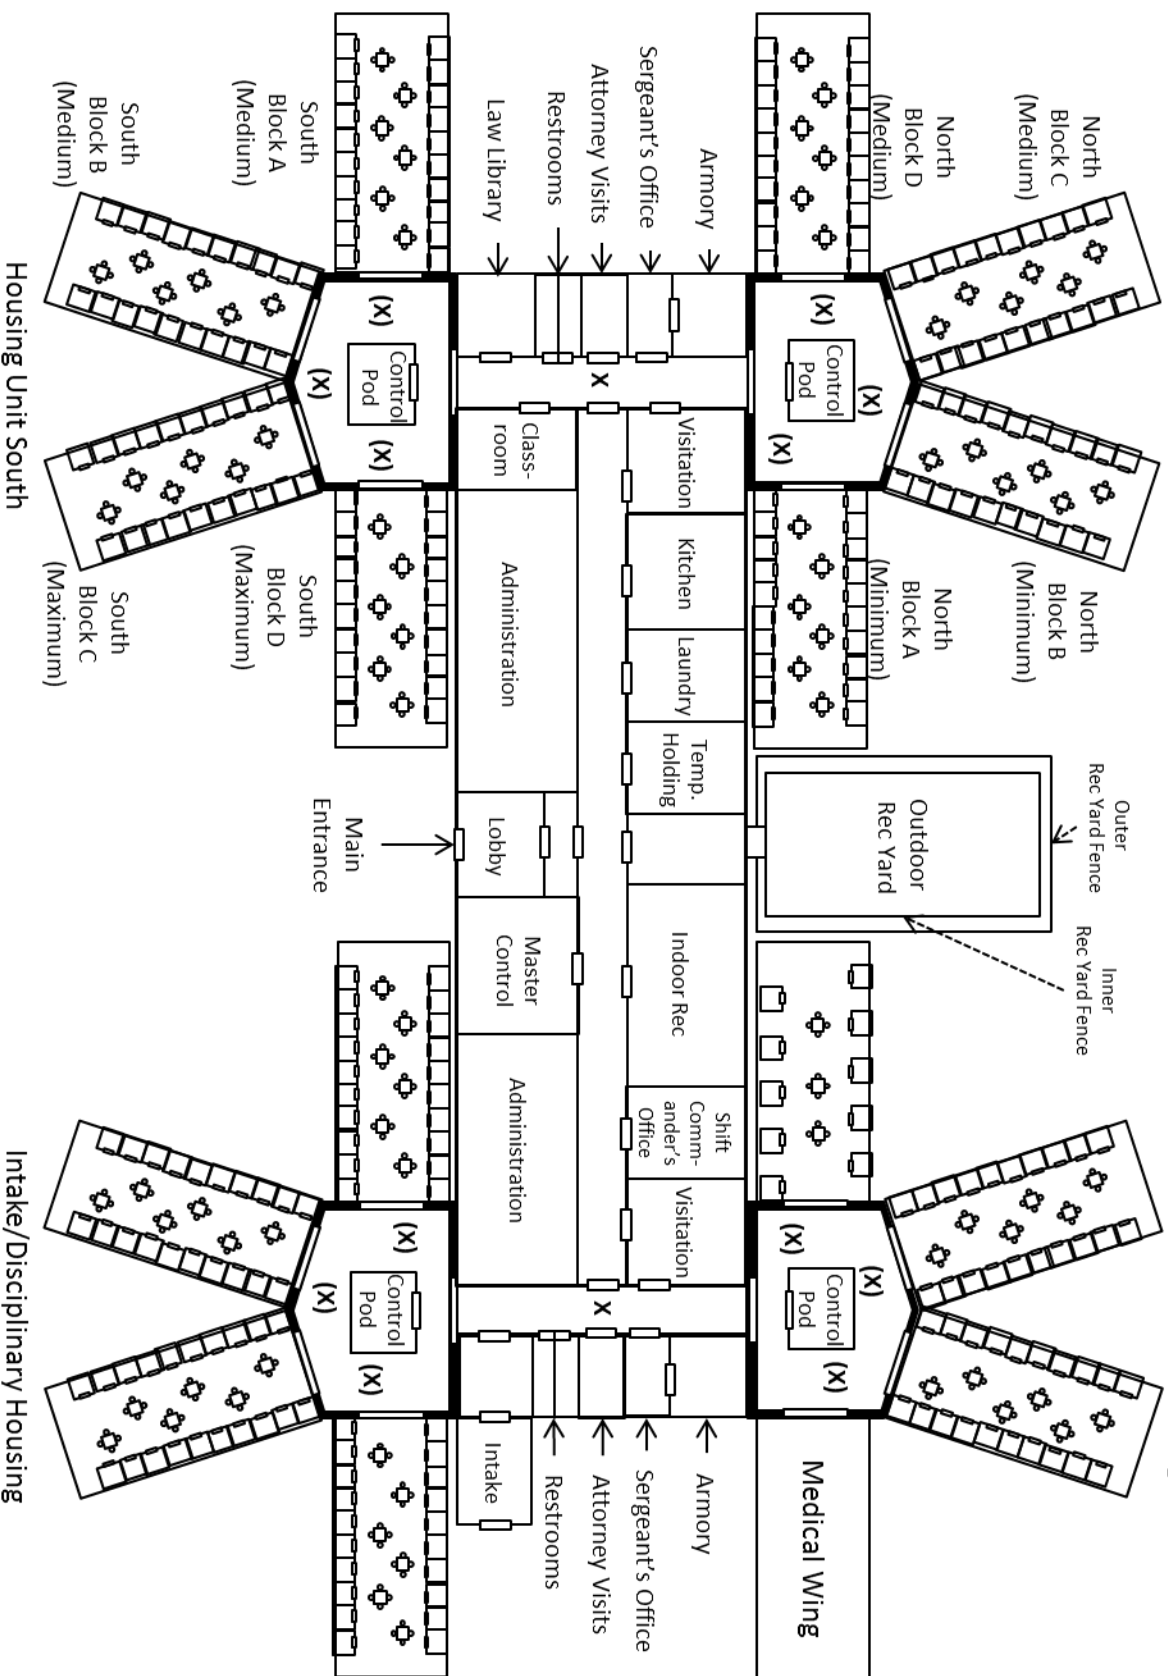 North
Block C
(Medium)
North
Block B
(Minimum)
Outer
Rec Yard Fence
Inner
Rec Yard Fence
North
Block D
(Medium)
North
Block A
(Minimum)
Outdoor
Rec Yard
(X)
(X)
(X)
Control
Pod
(X)
(X)
(X)
Control
Pod
Medical Wing
Armory
Sergeant's Office
Attorney Visits
Restrooms
Law Library
Visitation
Kitchen
Laundry
Temp.
Holding
Indoor Rec
Shift
Comm-
ander's
Office
Visitation
Armory
Sergeant's Office
Attorney Visits
Restrooms
X
X
Class-
room
Administration
Lobby
Master
Control
Administration
Intake
Main
Entrance
(X)
(X)
(X)
Control
Pod
(X)
(X)
(X)
Control
Pod
South
Block A
(Medium)
South
Block D
(Maximum)
South
Block B
(Medium)
South
Block C
(Maximum)
Housing Unit South
Intake/Disciplinary Housing